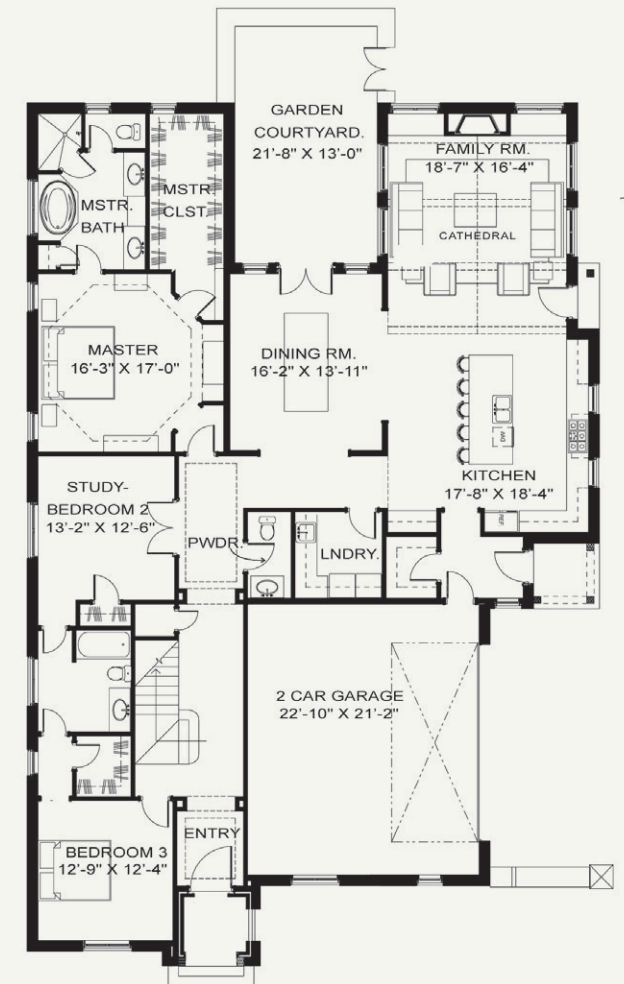 GARDEN
COURTYARD.
21'-8" X 13'-0"
FAMILY RM.
18'-7" X 16'-4"
CATHEDRAL
MSTR.
BATH
MSTR.
CLST.
MASTER
16'-3" X 17'-0"
DINING RM.
16'-2" X 13'-11"
DW
KITCHEN
17'-8" X 18'-4"
REF.
STUDY-
BEDROOM 2
13'-2" X 12'-6"
PWDR.
LNDRY.
2 CAR GARAGE
22'-10" X 21'-2"
ENTRY
BEDROOM 3
12'-9" X 12'-4"